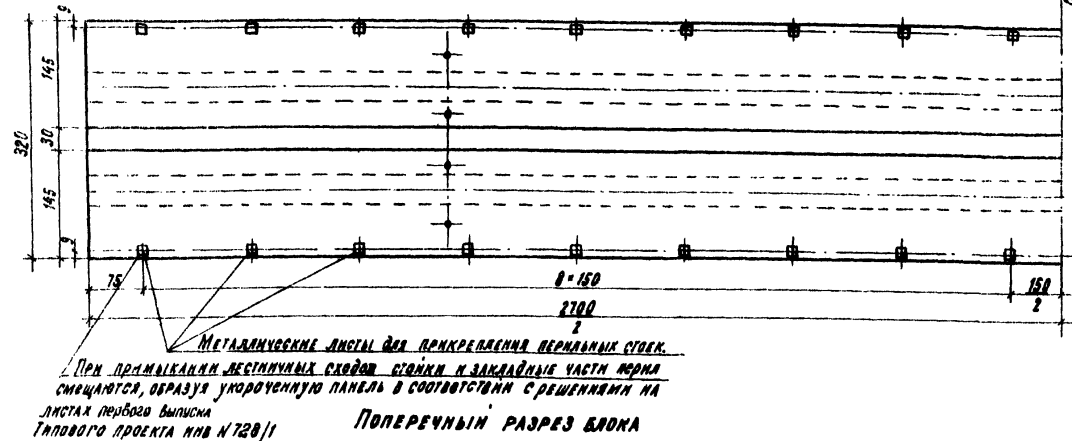 9
145
30
320
145
9
75
8×150
150
2
2700
2
Металлические листы для прикрепления перильных стоек.
При примыкании лестничных сходов стойки и закладные части перил
смещаются, образуя укороченную панель в соответствии с решениями на
листах первого выпуска
Типового проекта инв N 728/1
Поперечный разрез блока